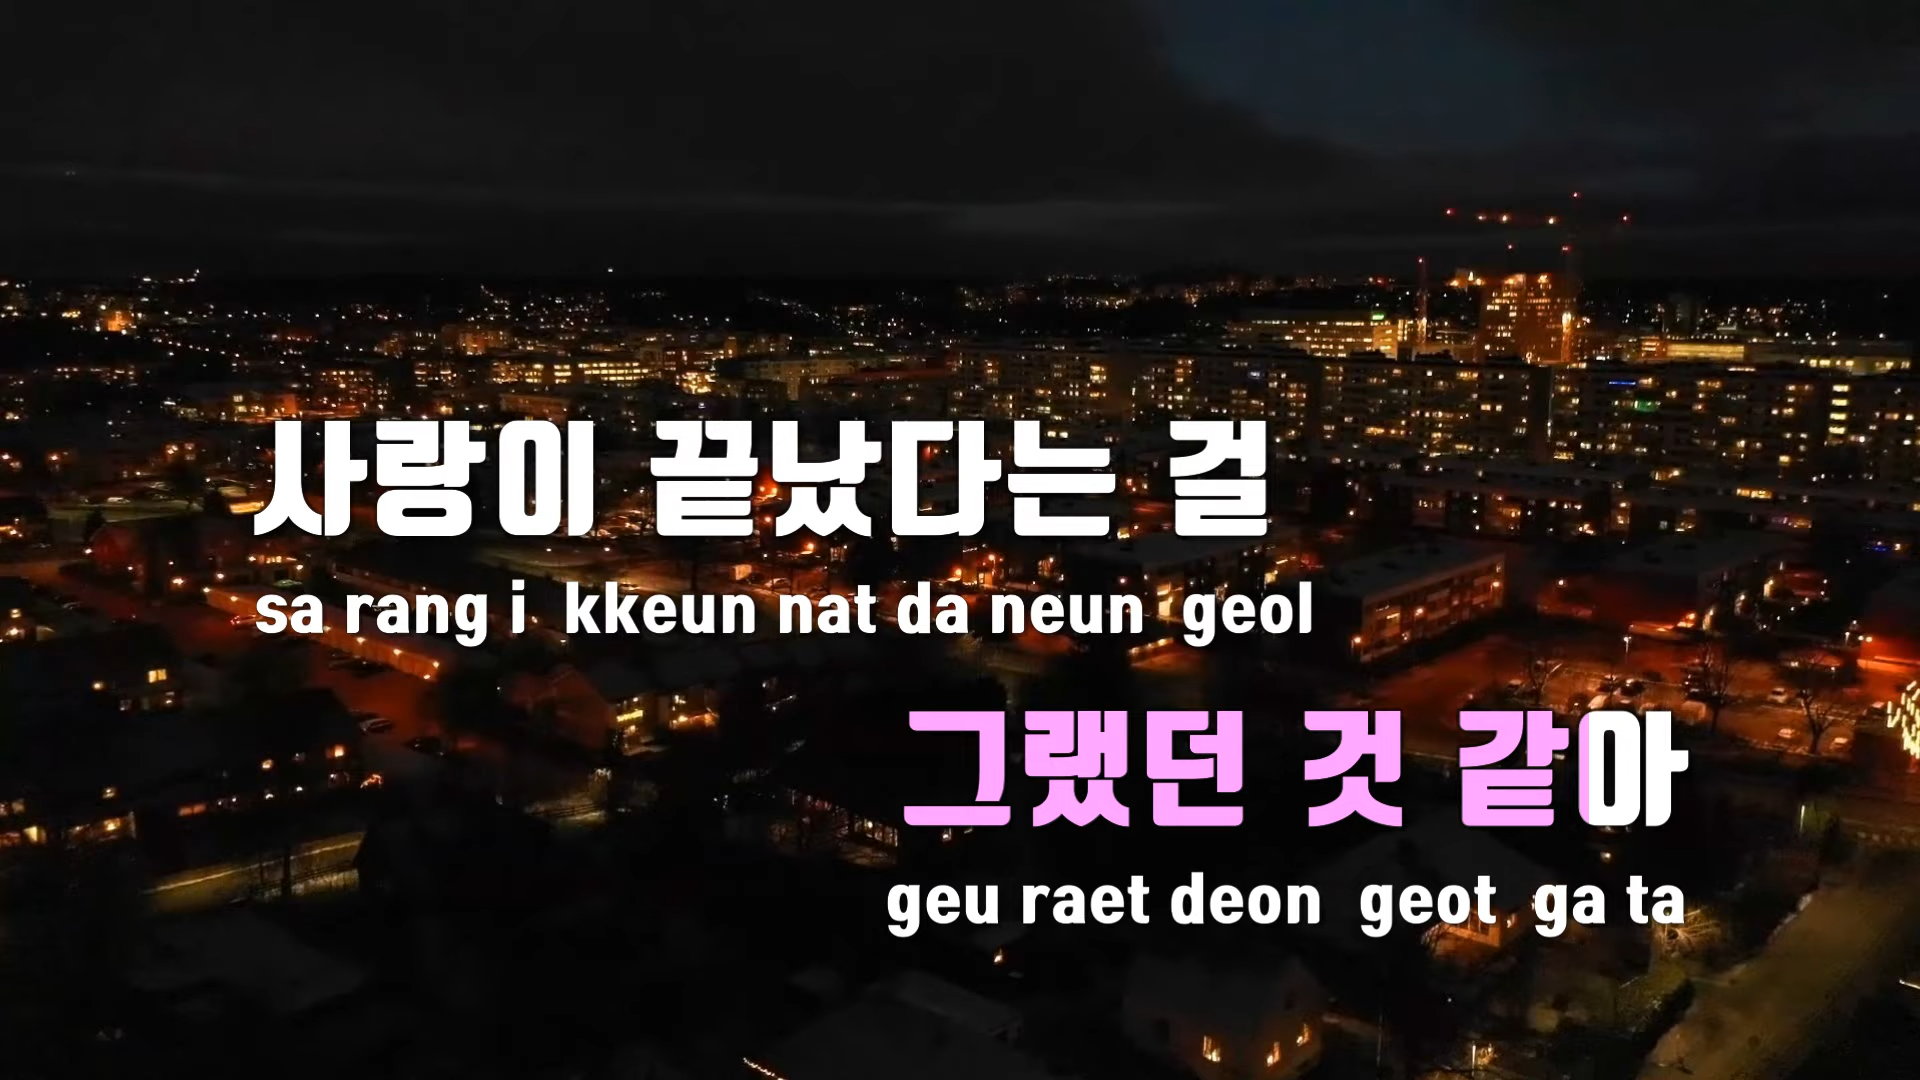 사랑이 끝났다는 걸
sa rang i kkeun nat da neun geol
그랬던 것 같아
geu raet deon geot ga ta